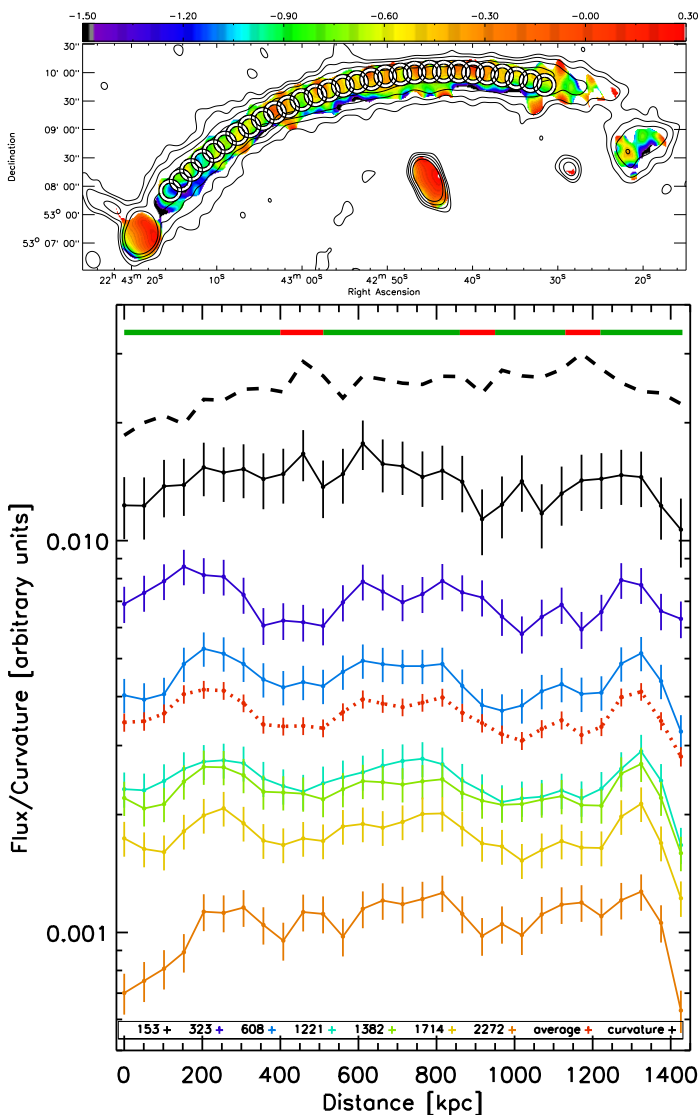 −1.50 −1.20 −0.90 −0.60 −0.30 −0.00 0.30
30''
10° 00''
30''
09° 00''
30''
08° 00''
53° 00'
53° 07' 00''
Declination
22ʰ 43ᵐ 20ˢ 10ˢ 43ᵐ 00ˢ 42ᵐ 50ˢ 40ˢ 30ˢ 20ˢ
Right Ascension
Flux/Curvature [arbitrary units]
0.010
0.001
153 323 608 1221 1382 1714 2272 average curvature
0 200 400 600 800 1000 1200 1400
Distance [kpc]